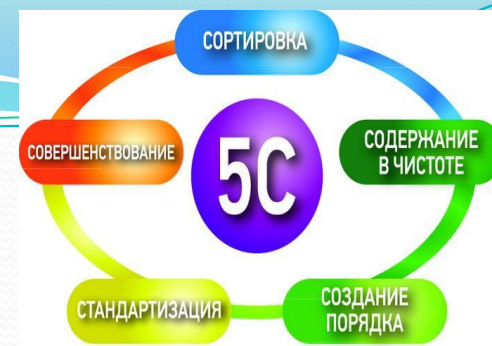 СОРТИРОВКА
СОВЕРШЕНСТВОВАНИЕ
5С
СОДЕРЖАНИЕ
В ЧИСТОТЕ
СТАНДАРТИЗАЦИЯ
СОЗДАНИЕ
ПОРЯДКА